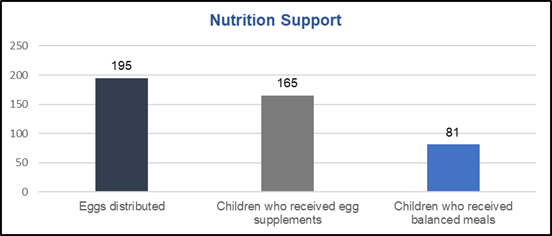 Nutrition Support
250
200
150
100
50
0
195
165
81
Eggs distributed
Children who received egg
supplements
Children who received
balanced meals